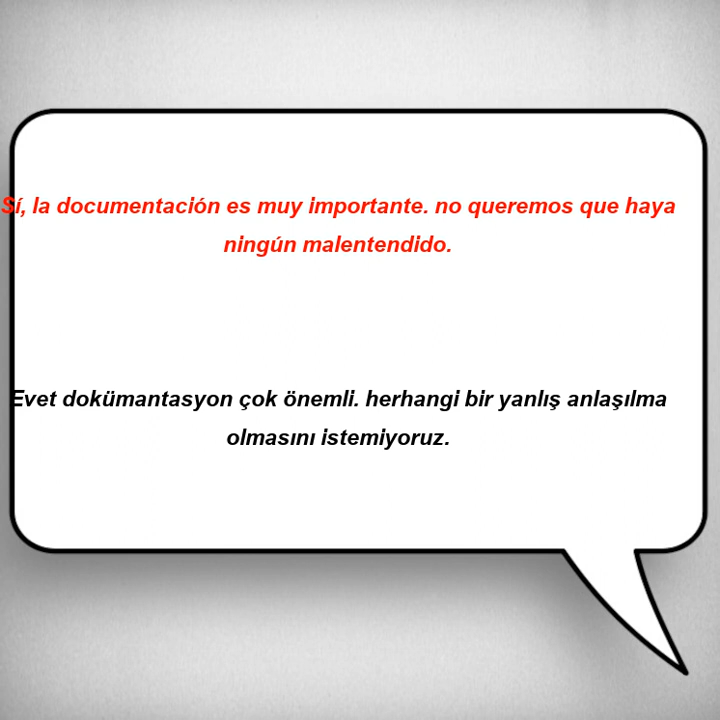 Sí, la documentación es muy importante. no queremos que haya
ningún malentendido.
Evet dokümantasyon çok önemli. herhangi bir yanlış anlaşılma
olmasını istemiyoruz.